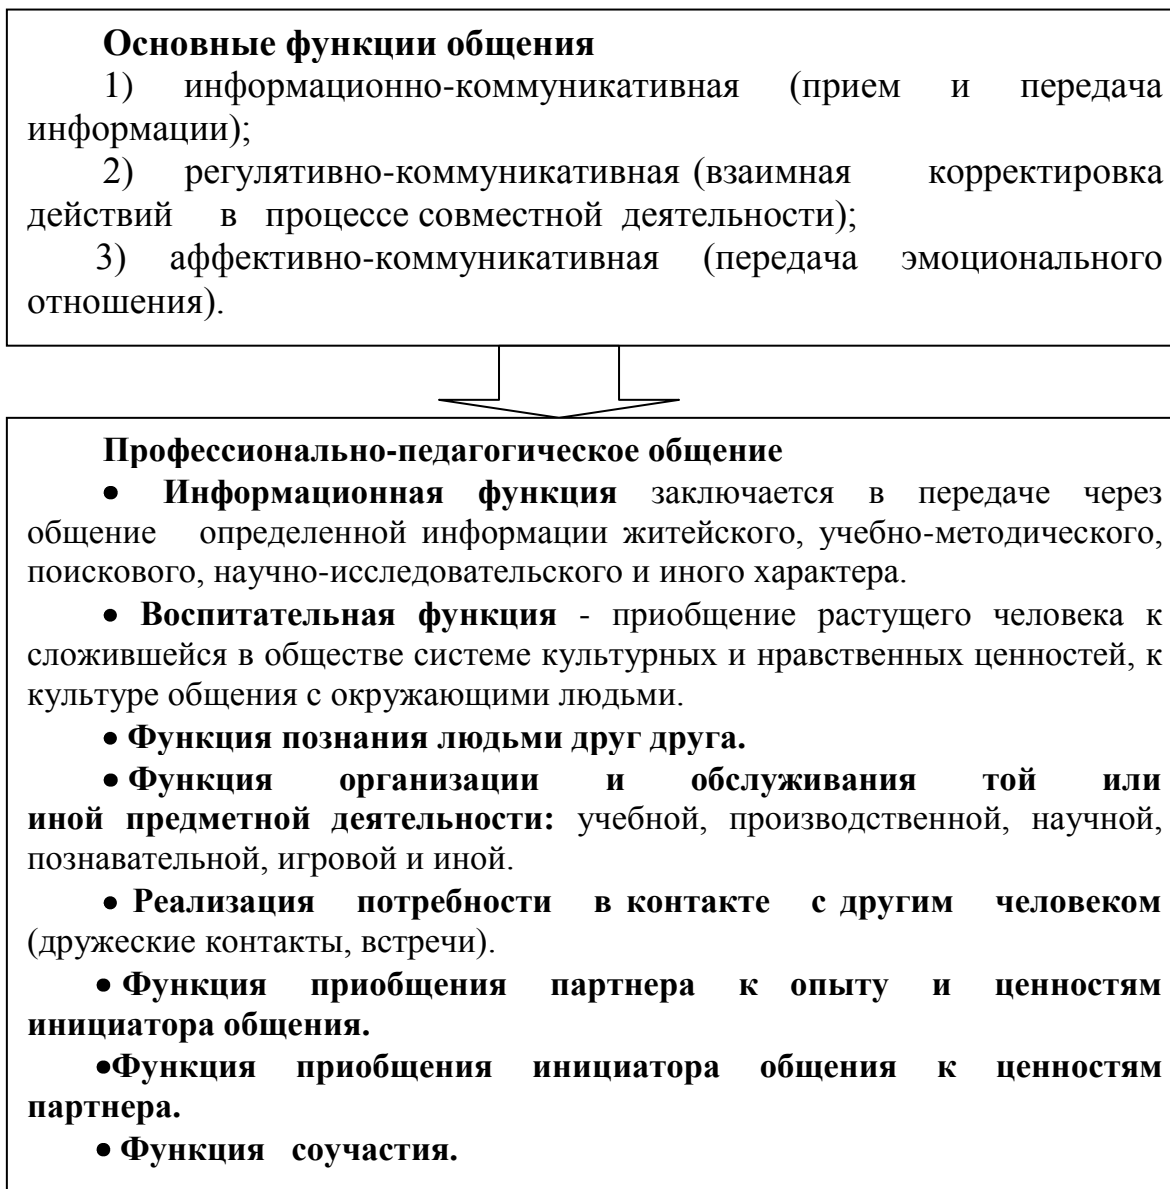 Основные функции общения
1) информационно-коммуникативная (прием и передача
информации);
2) регулятивно-коммуникативная (взаимная корректировка
действий в процессе совместной деятельности);
3) аффективно-коммуникативная (передача эмоционального
отношения).
Профессионально-педагогическое общение
• Информационная функция заключается в передаче через
общение определенной информации житейского, учебно-методического,
поискового, научно-исследовательского и иного характера.
• Воспитательная функция - приобщение растущего человека к
сложившейся в обществе системе культурных и нравственных ценностей, к
культуре общения с окружающими людьми.
• Функция познания людьми друг друга.
• Функция организации и обслуживания той или
иной предметной деятельности: учебной, производственной, научной,
познавательной, игровой и иной.
• Реализация потребности в контакте с другим человеком
(дружеские контакты, встречи).
• Функция приобщения партнера к опыту и ценностям
инициатора общения.
•Функция приобщения инициатора общения к ценностям
партнера.
• Функция соучастия.